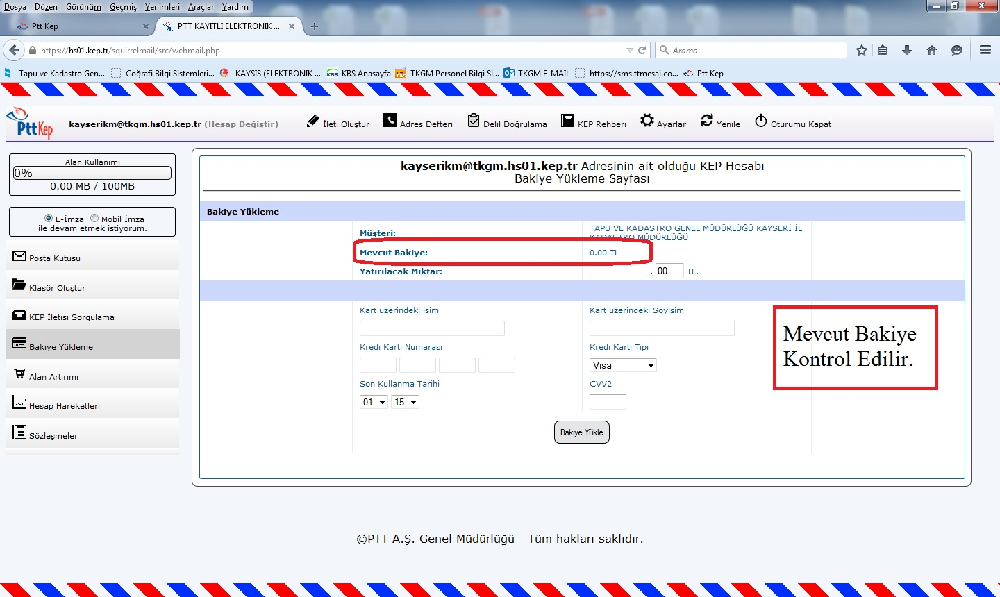 Dosya Düzen Görünüm Geçmiş Yer imleri Araçlar Yardım
Ptt Kep
PTT KAYITLI ELEKTRONİK ...
https://hs01.kep.tr/squirrelmail/src/webmail.php
Arama
Tapu ve Kadastro Gen... Coğrafi Bilgi Sistemleri... KAYSİS (ELEKTRONİK ... KBS Anasayfa TKGM Personel Bilgi Si... TKGM E-MAİL https://sms.ttmesaj.co... Ptt Kep
PttKep
kayserikm@tkgm.hs01.kep.tr (Hesap Değiştir)
İleti Oluştur Adres Defteri Delil Doğrulama KEP Rehberi Ayarlar Yenile Oturumu Kapat
Alan Kullanımı
0%
0.00 MB / 100MB
E-İmza Mobil İmza
ile devam etmek istiyorum.
Posta Kutusu
Klasör Oluştur
KEP İletisi Sorgulama
Bakiye Yükleme
Alan Artırımı
Hesap Hareketleri
Sözleşmeler
kayserikm@tkgm.hs01.kep.tr Adresinin ait olduğu KEP Hesabı
Bakiye Yükleme Sayfası
Bakiye Yükleme
Müşteri: TAPU VE KADASTRO GENEL MÜDÜRLÜĞÜ KAYSERİ İL
KADASTRO MÜDÜRLÜĞÜ
Mevcut Bakiye: 0.00 TL
Yatırılacak Miktar: . 00 TL.
Kart üzerindeki isim Kart üzerindeki Soyisim
Kredi Kartı Numarası Kredi Kartı Tipi
Visa
Son Kullanma Tarihi CVV2
01 15
Bakiye Yükle
Mevcut Bakiye
Kontrol Edilir.
©PTT A.Ş. Genel Müdürlüğü - Tüm hakları saklıdır.